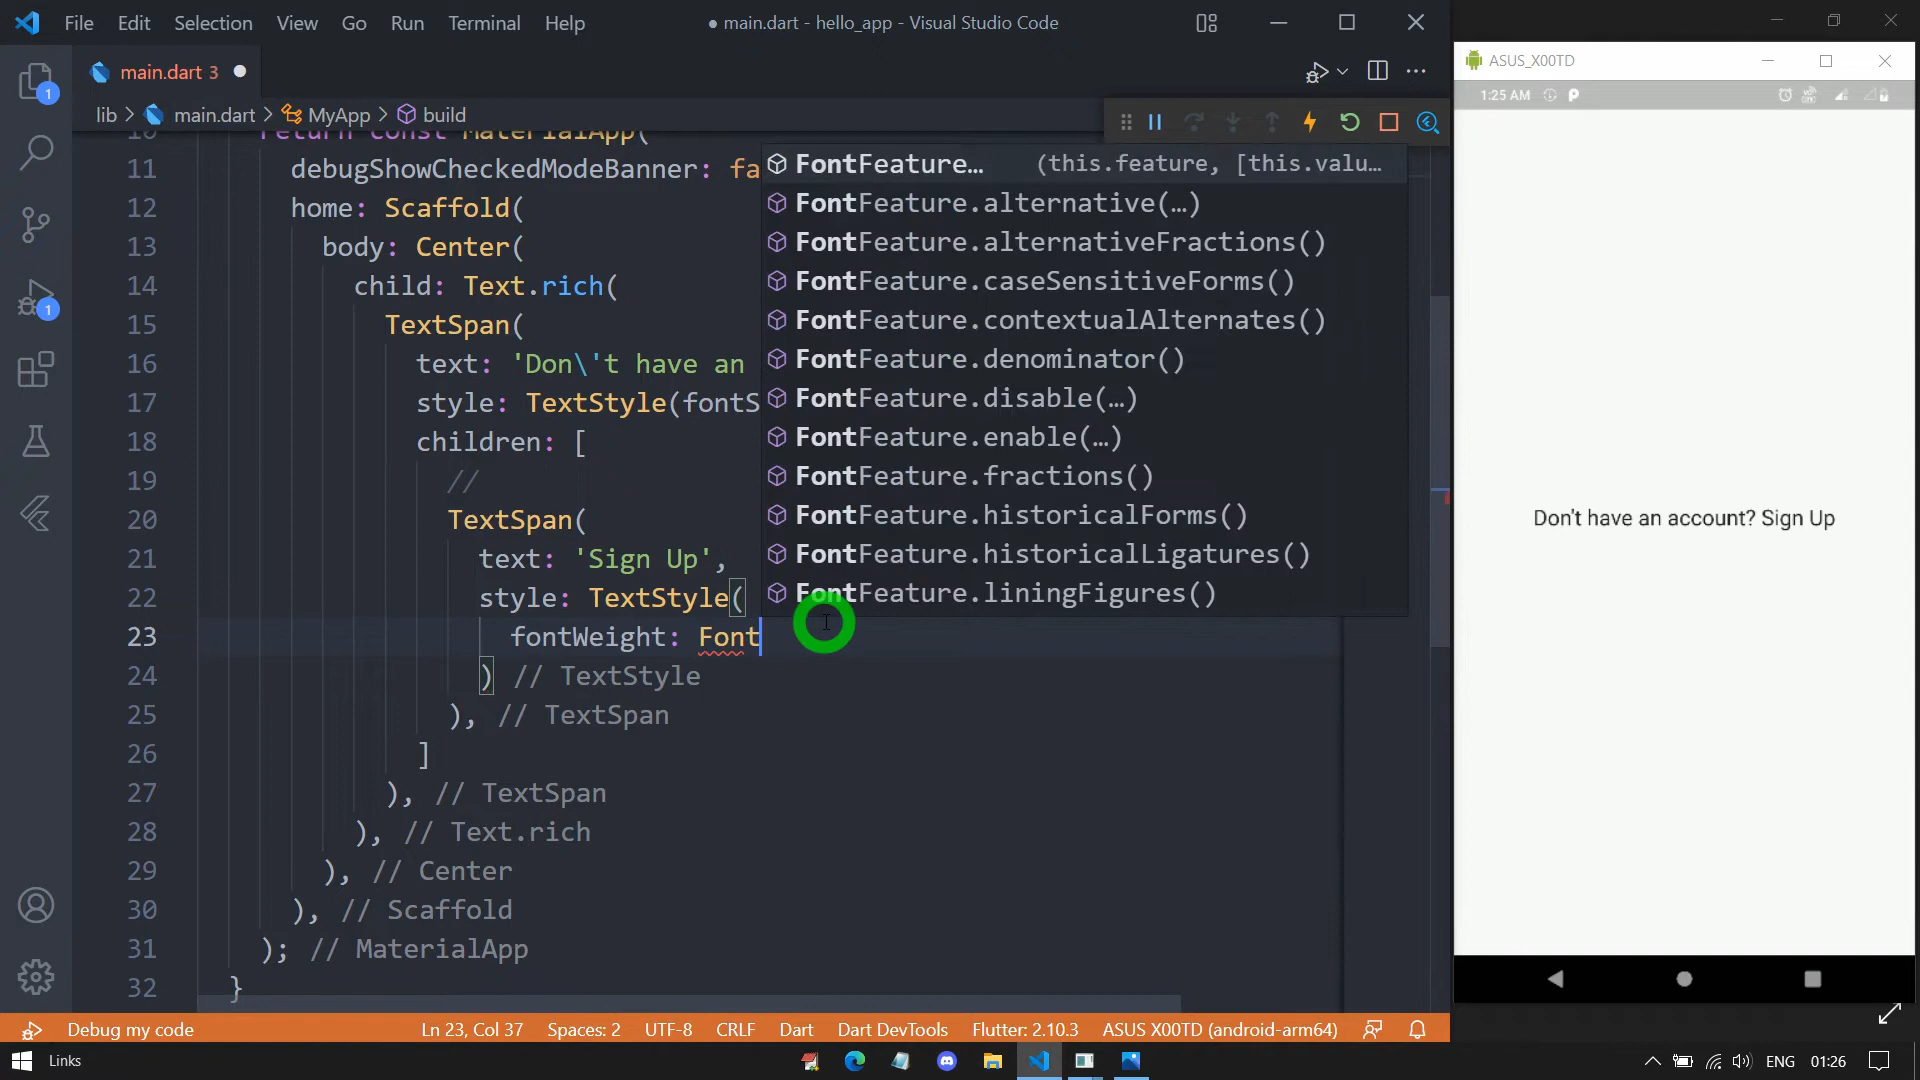 File Edit Selection View Go Run Terminal Help
● main.dart - hello_app - Visual Studio Code
main.dart 3 ●
lib > main.dart > MyApp > build
10 return const MaterialApp(
11 debugShowCheckedModeBanner: fa
12 home: Scaffold(
13 body: Center(
14 child: Text.rich(
15 TextSpan(
16 text: 'Don\'t have an
17 style: TextStyle(fontS
18 children: [
19 //
20 TextSpan(
21 text: 'Sign Up',
22 style: TextStyle(
23 fontWeight: Font
24 ) // TextStyle
25 ), // TextSpan
26 ]
27 ), // TextSpan
28 ), // Text.rich
29 ), // Center
30 ), // Scaffold
31 ); // MaterialApp
32 }
FontFeature… (this.feature, [this.valu…
FontFeature.alternative(…)
FontFeature.alternativeFractions()
FontFeature.caseSensitiveForms()
FontFeature.contextualAlternates()
FontFeature.denominator()
FontFeature.disable(…)
FontFeature.enable(…)
FontFeature.fractions()
FontFeature.historicalForms()
FontFeature.historicalLigatures()
FontFeature.liningFigures()
1
1
Debug my code Ln 23, Col 37 Spaces: 2 UTF-8 CRLF Dart Dart DevTools Flutter: 2.10.3 ASUS X00TD (android-arm64)
ASUS_X00TD
1:25 AM
Don't have an account? Sign Up
Links ENG 01:26